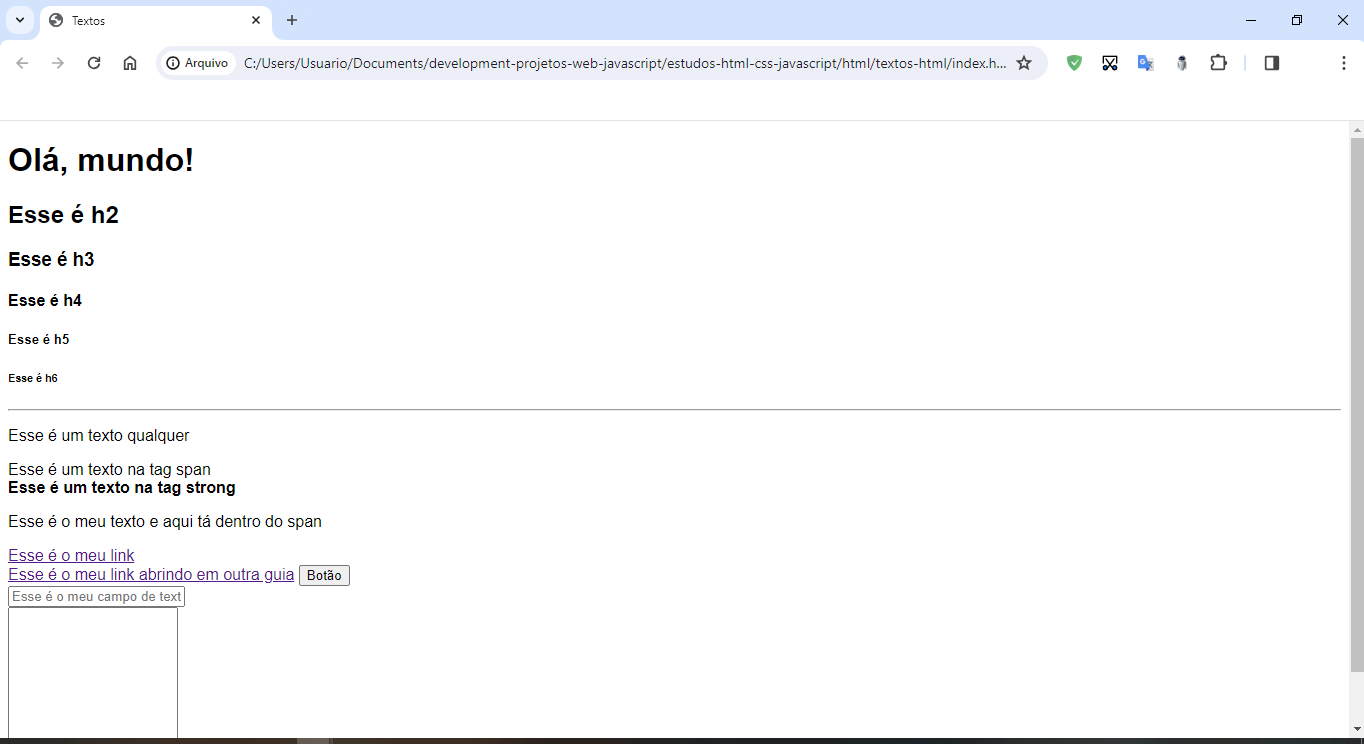 Textos
Arquivo C:/Users/Usuario/Documents/development-projetos-web-javascript/estudos-html-css-javascript/html/textos-html/index.h...
Olá, mundo!
Esse é h2
Esse é h3
Esse é h4
Esse é h5
Esse é h6
Esse é um texto qualquer
Esse é um texto na tag span
Esse é um texto na tag strong
Esse é o meu texto e aqui tá dentro do span
Esse é o meu link
Esse é o meu link abrindo em outra guia Botão
Esse é o meu campo de text